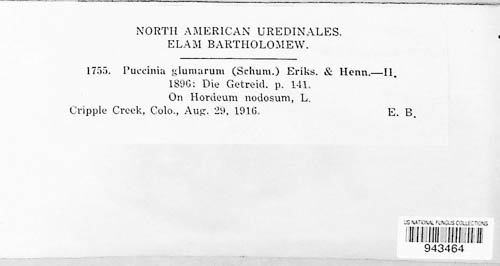 NORTH AMERICAN UREDINALES.
ELAM BARTHOLOMEW.
1755. Puccinia glumarum (Schum.) Eriks. & Henn.—II.
1896: Die Getreid. p. 141.
On Hordeum nodosum, L.
Cripple Creek, Colo., Aug. 29, 1916. E. B.
US NATIONAL FUNGUS COLLECTIONS
943464